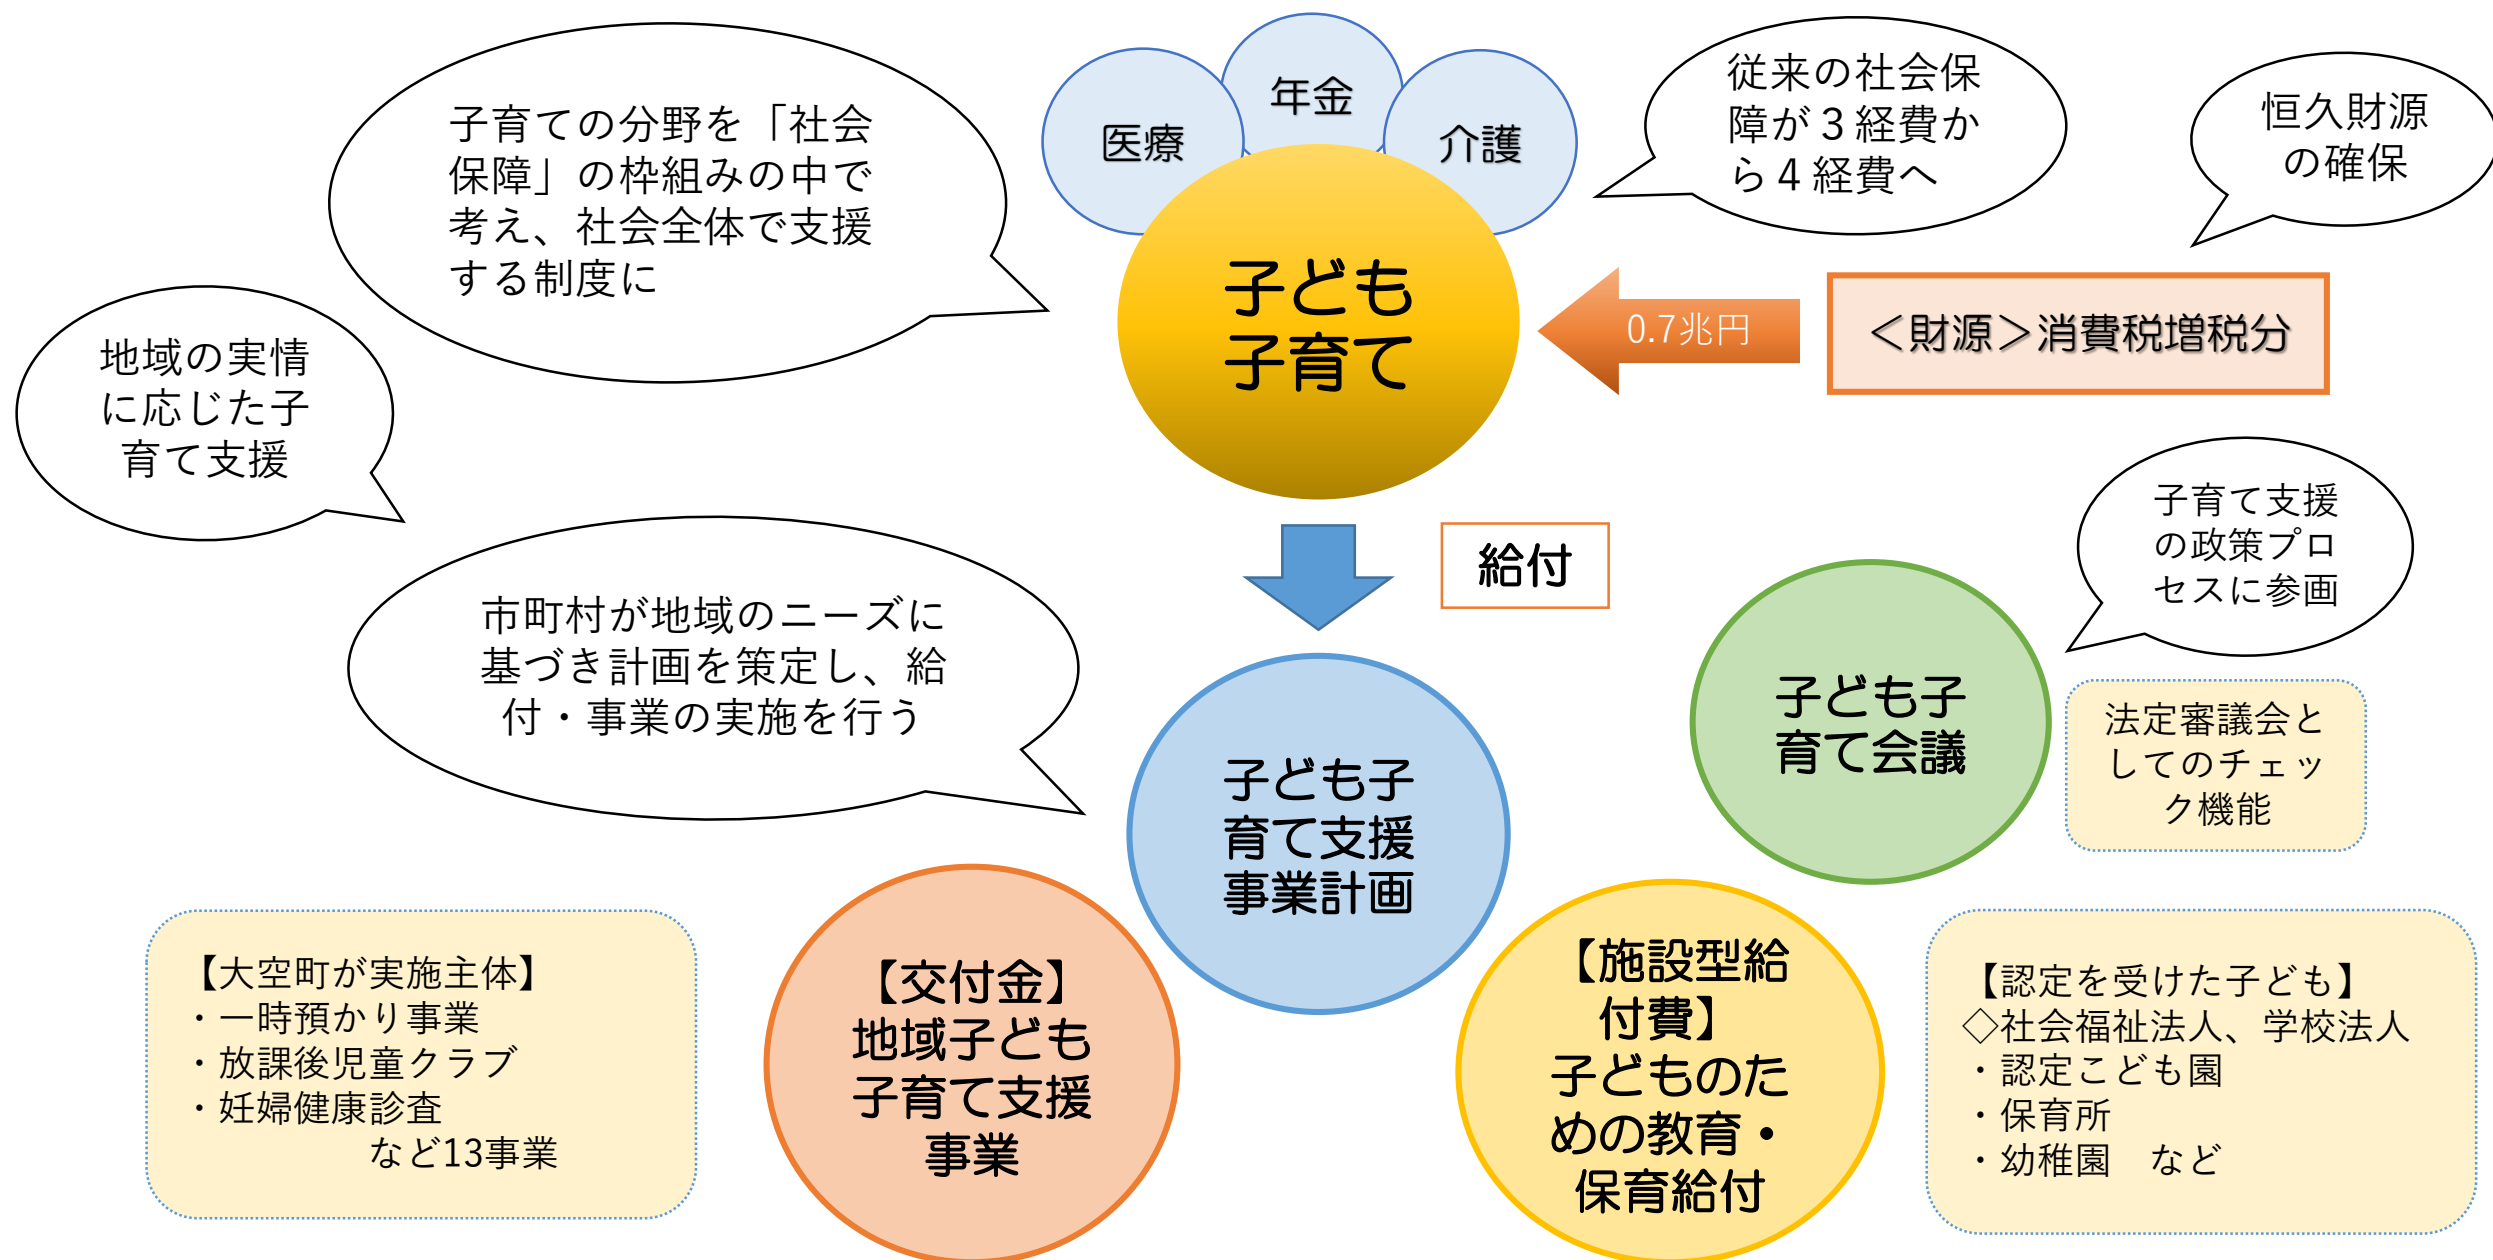 子育ての分野を「社会
保障」の枠組みの中で
考え、社会全体で支援
する制度に
医療
年金
介護
従来の社会保
障が３経費か
ら４経費へ
恒久財源
の確保
子ども
子育て
0.7兆円
＜財源＞消費税増税分
地域の実情
に応じた子
育て支援
給付
市町村が地域のニーズに
基づき計画を策定し、給
付・事業の実施を行う
子育て支援
の政策プロ
セスに参画
子ども子
育て会議
法定審議会と
してのチェッ
ク機能
子ども子
育て支援
事業計画
【大空町が実施主体】
・一時預かり事業
・放課後児童クラブ
・妊婦健康診査
など13事業
【交付金】
地域子ども
子育て支援
事業
【施設型給
付費】
子どものた
めの教育・
保育給付
【認定を受けた子ども】
◇社会福祉法人、学校法人
・認定こども園
・保育所
・幼稚園　など